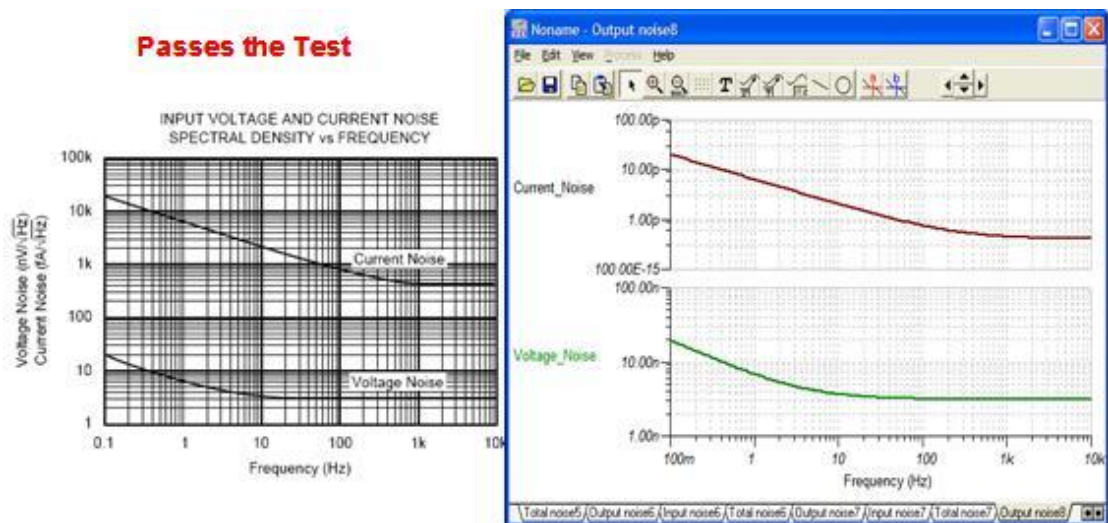 Passes the Test
INPUT VOLTAGE AND CURRENT NOISE
SPECTRAL DENSITY vs FREQUENCY
Voltage Noise (nV/√Hz)
Current Noise (fA/√Hz)
100k
10k
1k
100
10
1
Current Noise
Voltage Noise
0.1 1 10 100 1k 10k
Frequency (Hz)
Noname - Output noise8
File Edit View Process Help
T
100.00p
10.00p
Current_Noise
1.00p
100.00E-15
100.00n
Voltage_Noise
10.00n
1.00n
100m 1 10 100 1k 10k
Frequency (Hz)
Total noise5 Output noise6 Input noise6 Total noise6 Output noise7 Input noise7 Total noise7 Output noise8